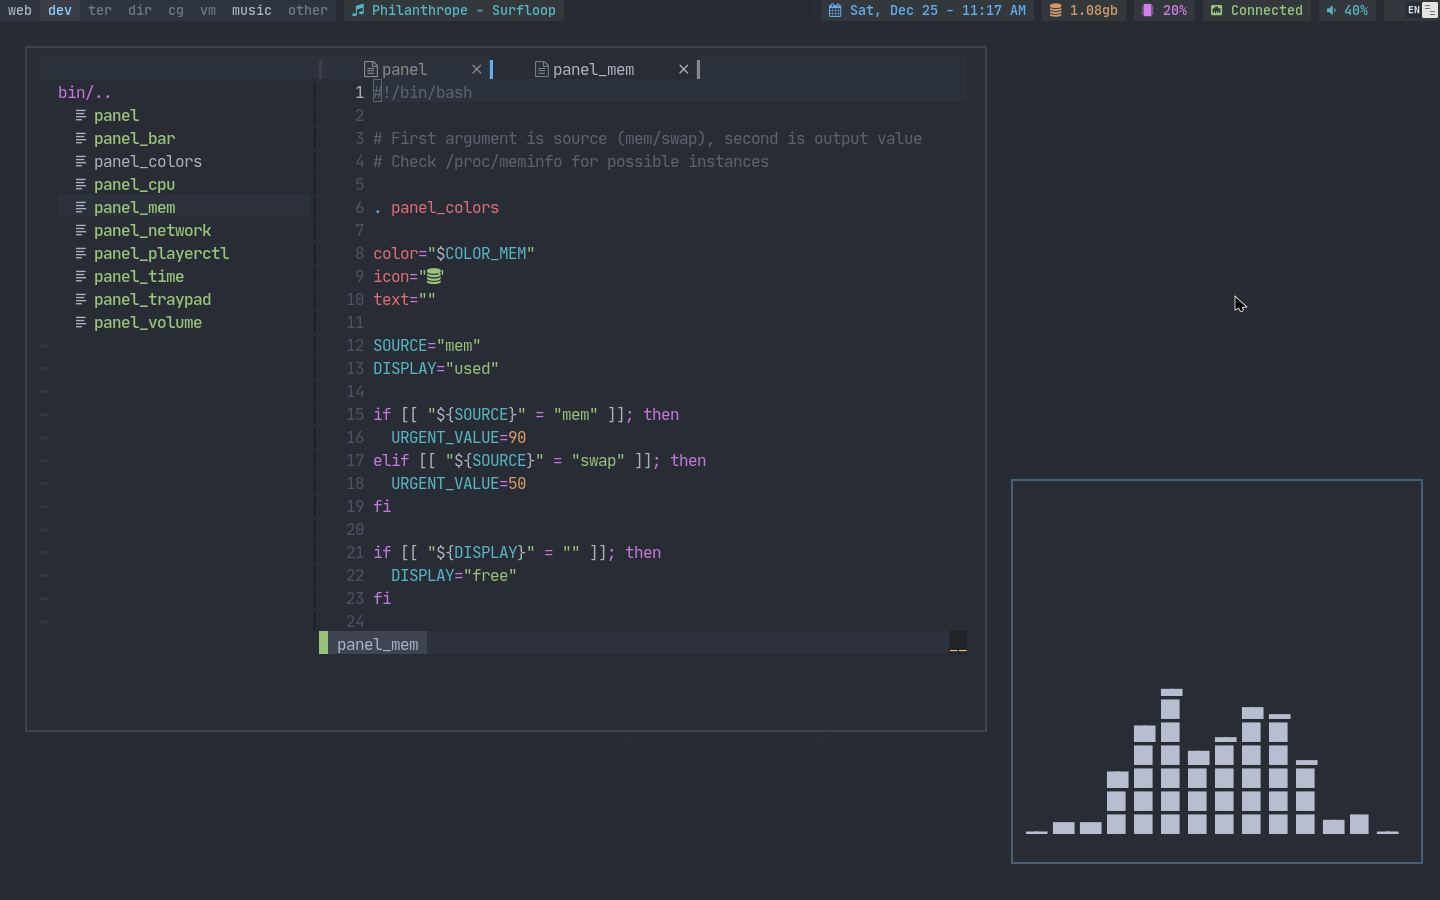 web dev ter dir cg vm music other Philanthrope - Surfloop Sat, Dec 25 - 11:17 AM 1.08gb 20% Connected 40% EN
panel × panel_mem ×
bin/..
panel
panel_bar
panel_colors
panel_cpu
panel_mem
panel_network
panel_playerctl
panel_time
panel_traypad
panel_volume
~
~
~
~
~
~
~
~
~
~
~
~
~
1 #!/bin/bash
2
3 # First argument is source (mem/swap), second is output value
4 # Check /proc/meminfo for possible instances
5
6 . panel_colors
7
8 color="$COLOR_MEM"
9 icon=""
10 text=""
11
12 SOURCE="mem"
13 DISPLAY="used"
14
15 if [[ "${SOURCE}" = "mem" ]]; then
16   URGENT_VALUE=90
17 elif [[ "${SOURCE}" = "swap" ]]; then
18   URGENT_VALUE=50
19 fi
20
21 if [[ "${DISPLAY}" = "" ]]; then
22   DISPLAY="free"
23 fi
24
panel_mem __